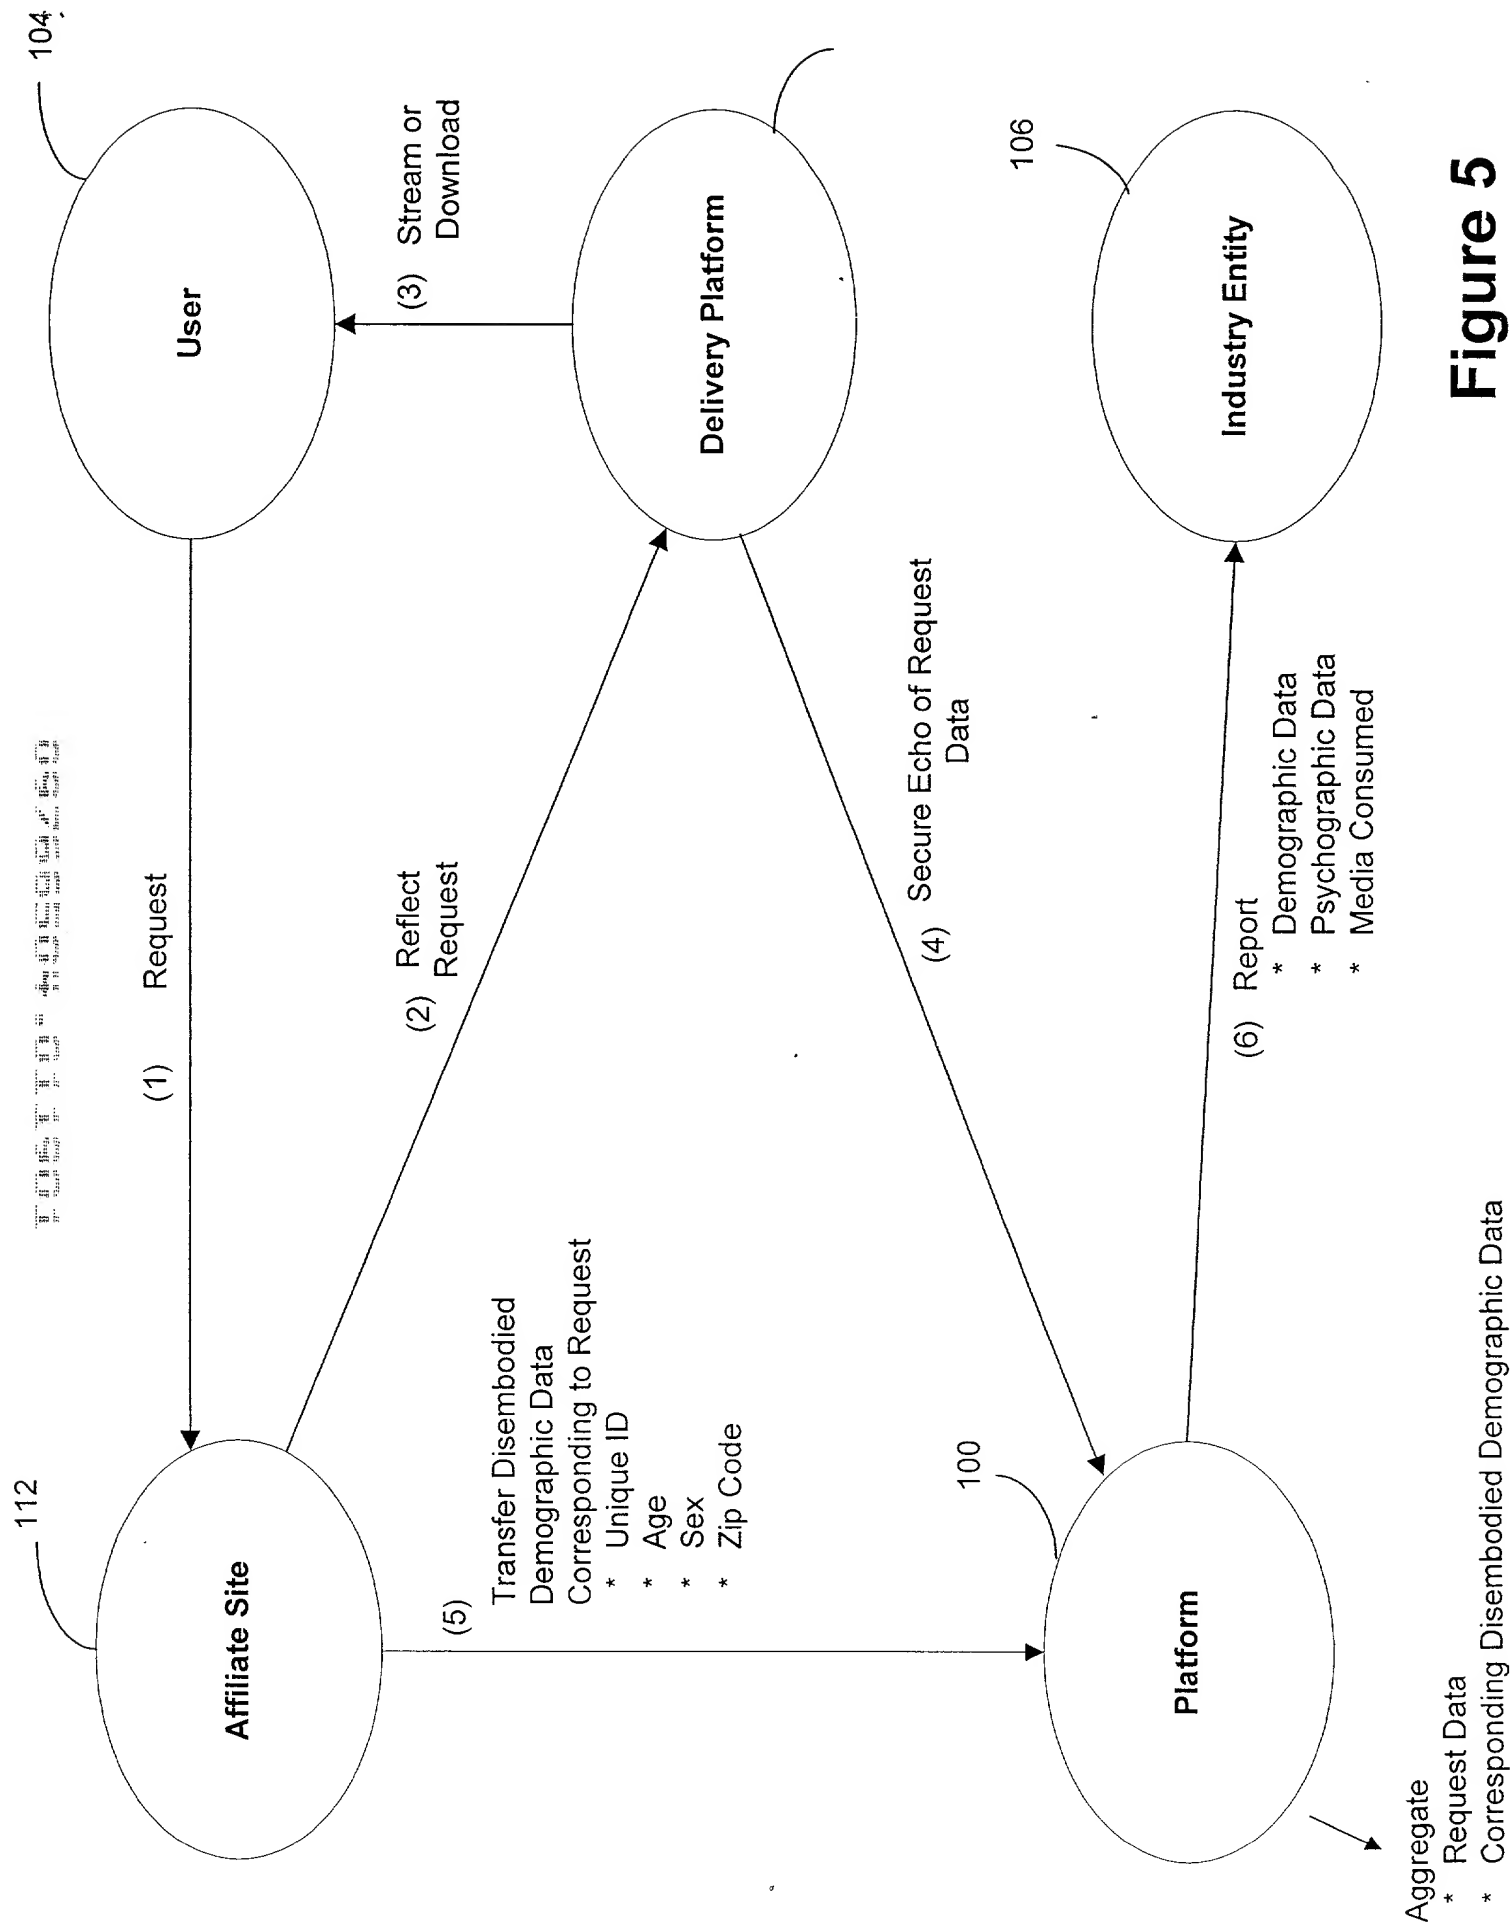 112
104
Affiliate Site
(1) Request
User
(2) Reflect
Request
(3) Stream or
Download
(5)
Transfer Disembodied
Demographic Data
Corresponding to Request
* Unique ID
* Age
* Sex
* Zip Code
Delivery Platform
(4) Secure Echo of Request
Data
100
106
Platform
(6) Report
* Demographic Data
* Psychographic Data
* Media Consumed
Industry Entity
Aggregate
* Request Data
* Corresponding Disembodied Demographic Data
Figure 5